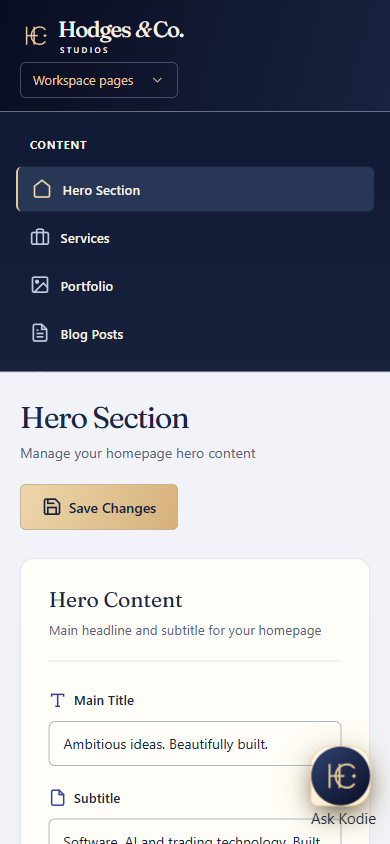 Hodges & Co.
STUDIOS
Workspace pages
CONTENT
Hero Section
Services
Portfolio
Blog Posts
Hero Section
Manage your homepage hero content
Save Changes
Hero Content
Main headline and subtitle for your homepage
Main Title
Ambitious ideas. Beautifully built.
Subtitle
Software, AI and trading technology. Built
Ask Kodie